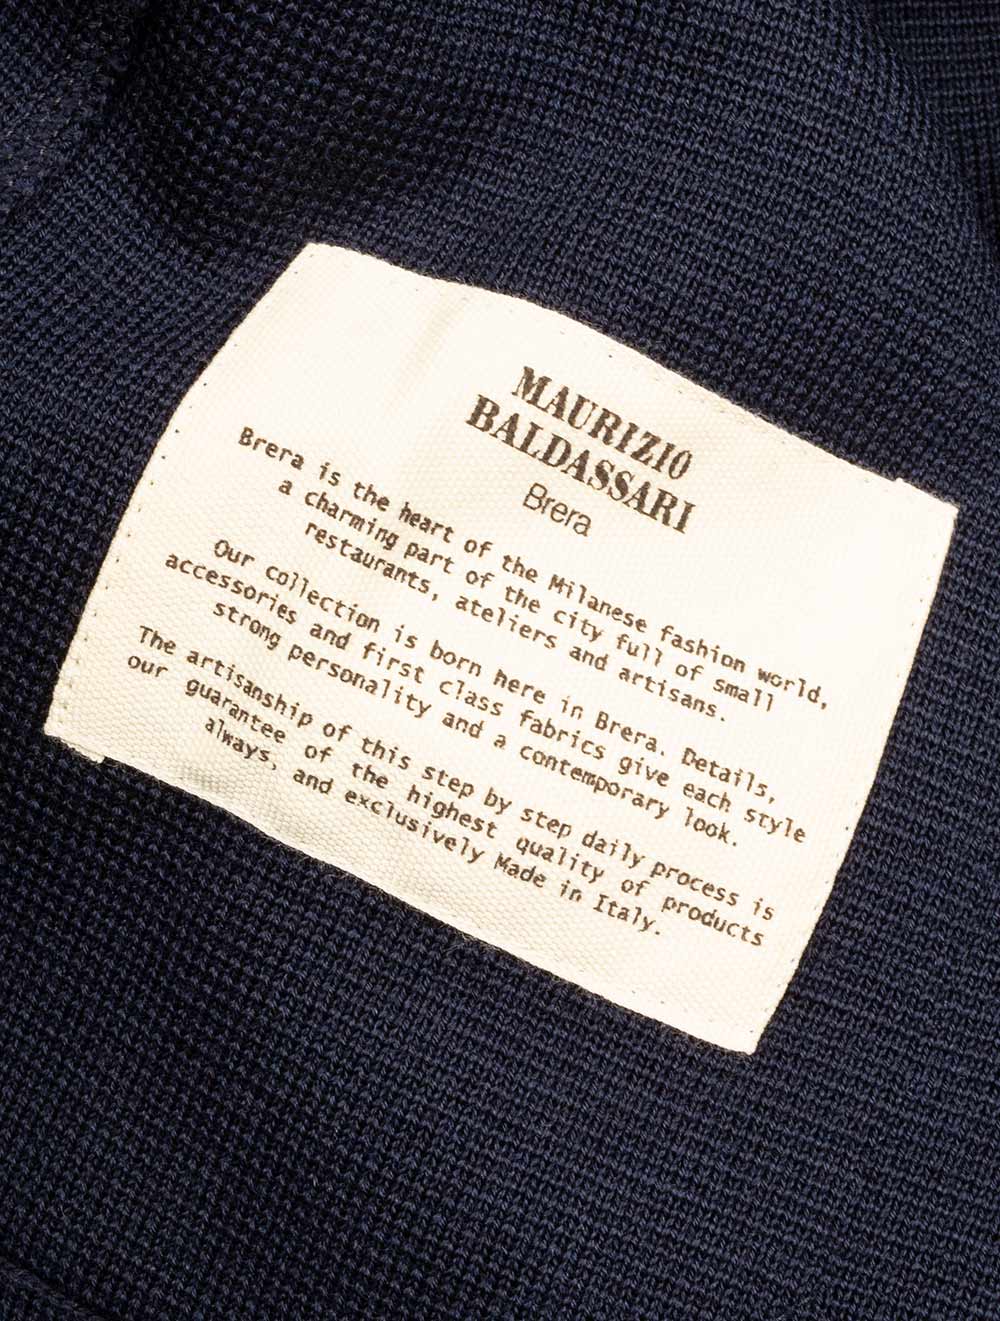 MAURIZIO
BALDASSARI
Brera
Brera is the heart of the Milanese fashion world,
a charming part of the city full of small
restaurants, ateliers and artisans.
Our collection is born here in Brera. Details,
accessories and first class fabrics give each style
strong personality and a contemporary look.
The artisanship of this step by step daily process is
our guarantee of the highest quality of products
always, and exclusively Made in Italy.